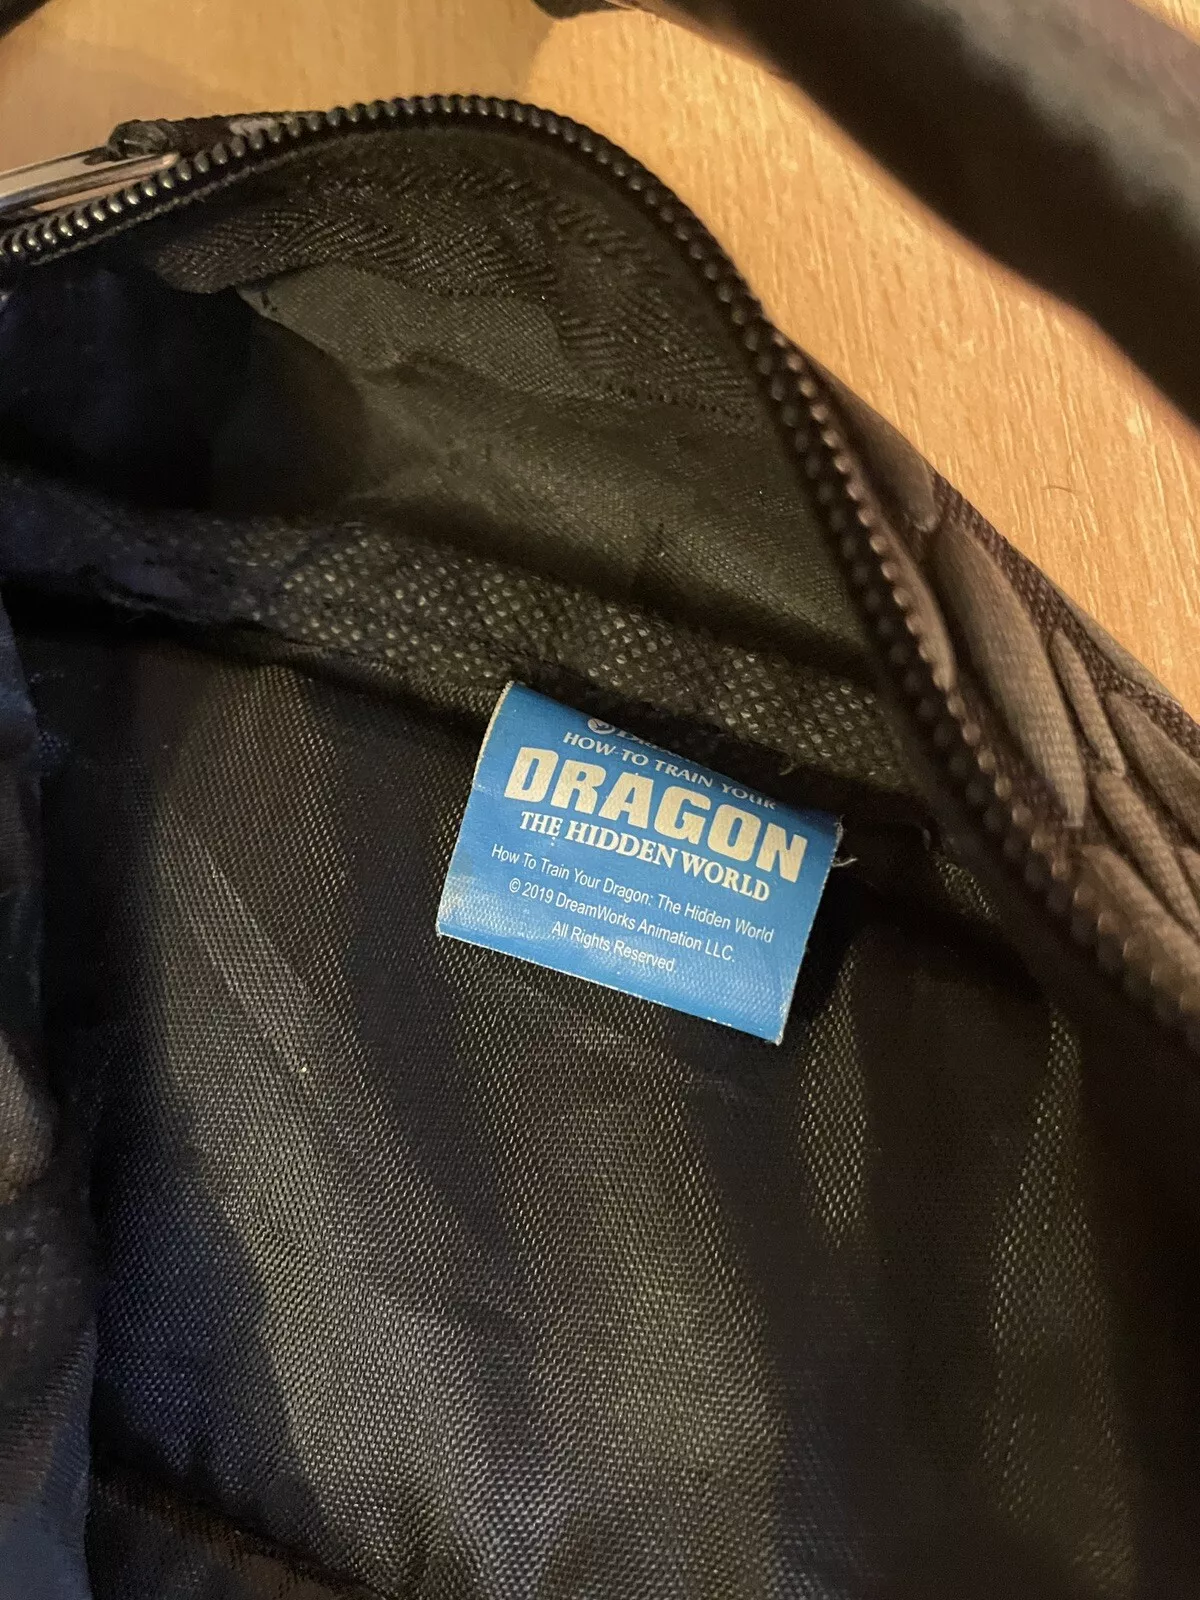 HOW TO TRAIN YOUR
DRAGON
THE HIDDEN WORLD
How To Train Your Dragon: The Hidden World
© 2019 DreamWorks Animation LLC.
All Rights Reserved.